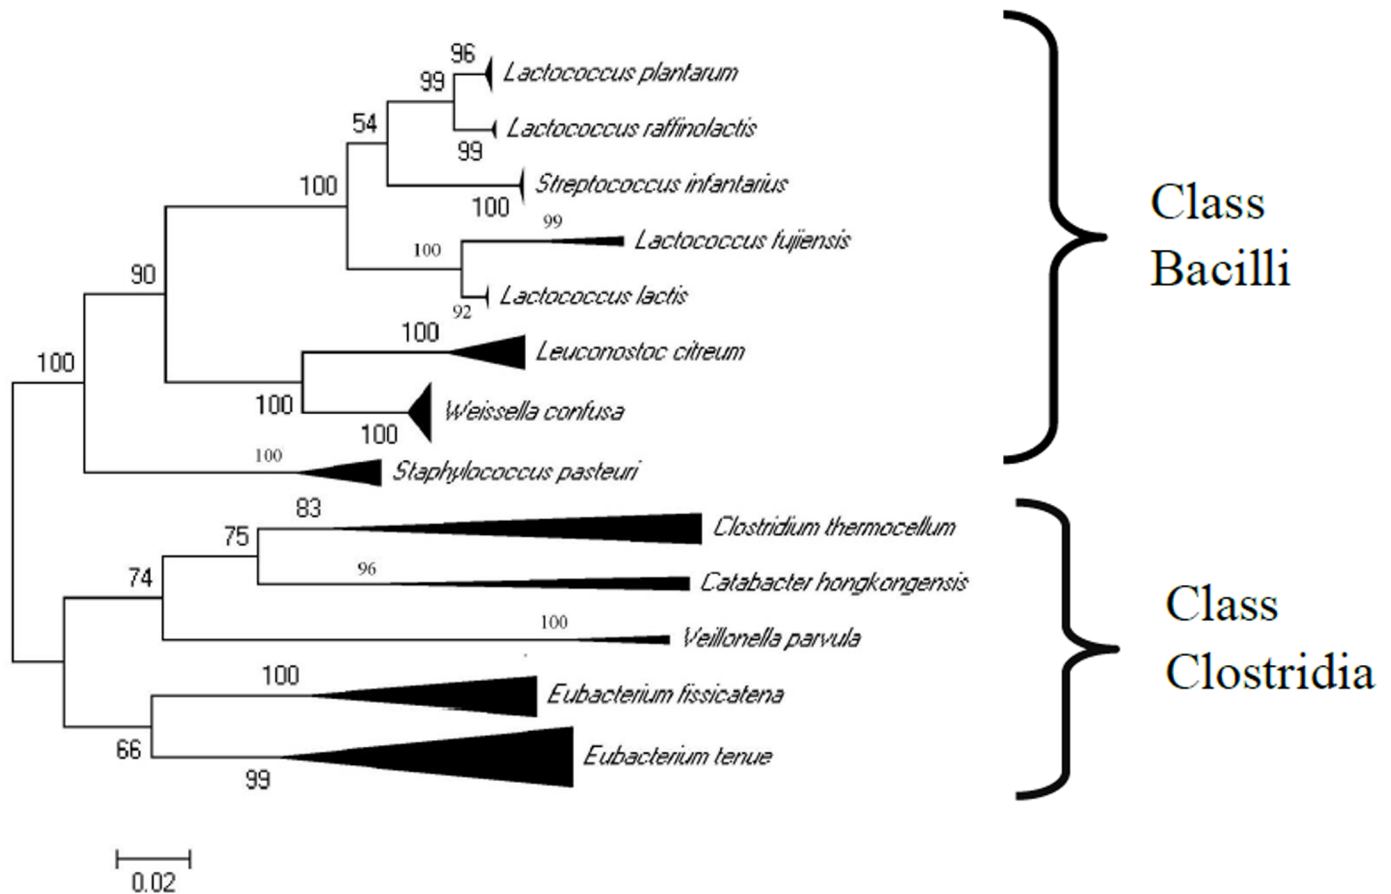 96
Lactococcus plantarum
99
54
Lactococcus raffinolactis
99
100
Streptococcus infantarius
100
99
Lactococcus fujiensis
100
90
Lactococcus lactis
92
100
Leuconostoc citreum
100
100
Weissella confusa
100
100
Staphylococcus pasteuri
Class
Bacilli
83
Clostridium thermocellum
75
96
Catabacter hongkongensis
74
100
Veillonella parvula
100
Eubacterium fissicatena
66
Eubacterium tenue
99
Class
Clostridia
0.02